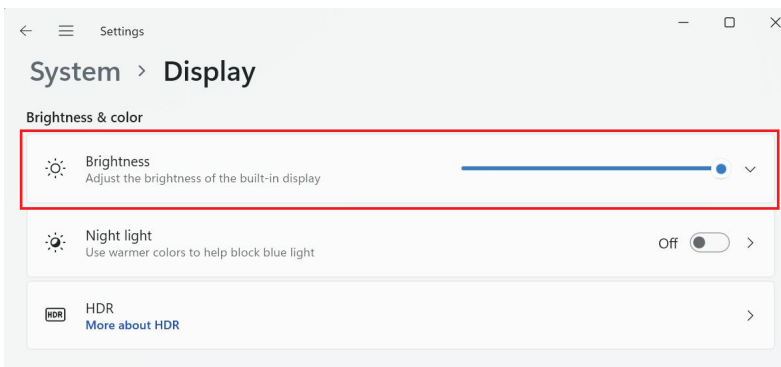 Settings
System > Display
Brightness & color
Brightness
Adjust the brightness of the built-in display
Night light
Use warmer colors to help block blue light
Off
HDR
HDR
More about HDR